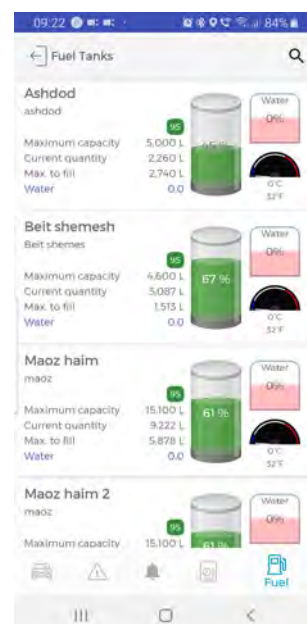 09:22 84%
Fuel Tanks
Ashdod
ashdod
95
Maximum capacity 5,000 L
Current quantity 2,260 L
Max. to fill 2,740 L
Water 0.0
Water
0%
0°C
32°F
Beit shemesh
Beit shemes
95
Maximum capacity 4,600 L
Current quantity 3,087 L
Max. to fill 1,513 L
Water 0.0
67 %
Water
0%
0°C
32°F
Maoz haim
maoz
95
Maximum capacity 15,100 L
Current quantity 9,222 L
Max. to fill 5,878 L
Water 0.0
61 %
Water
0%
0°C
32°F
Maoz haim 2
maoz
95
Maximum capacity 15,100 L
61 %
Water
0%
Fuel